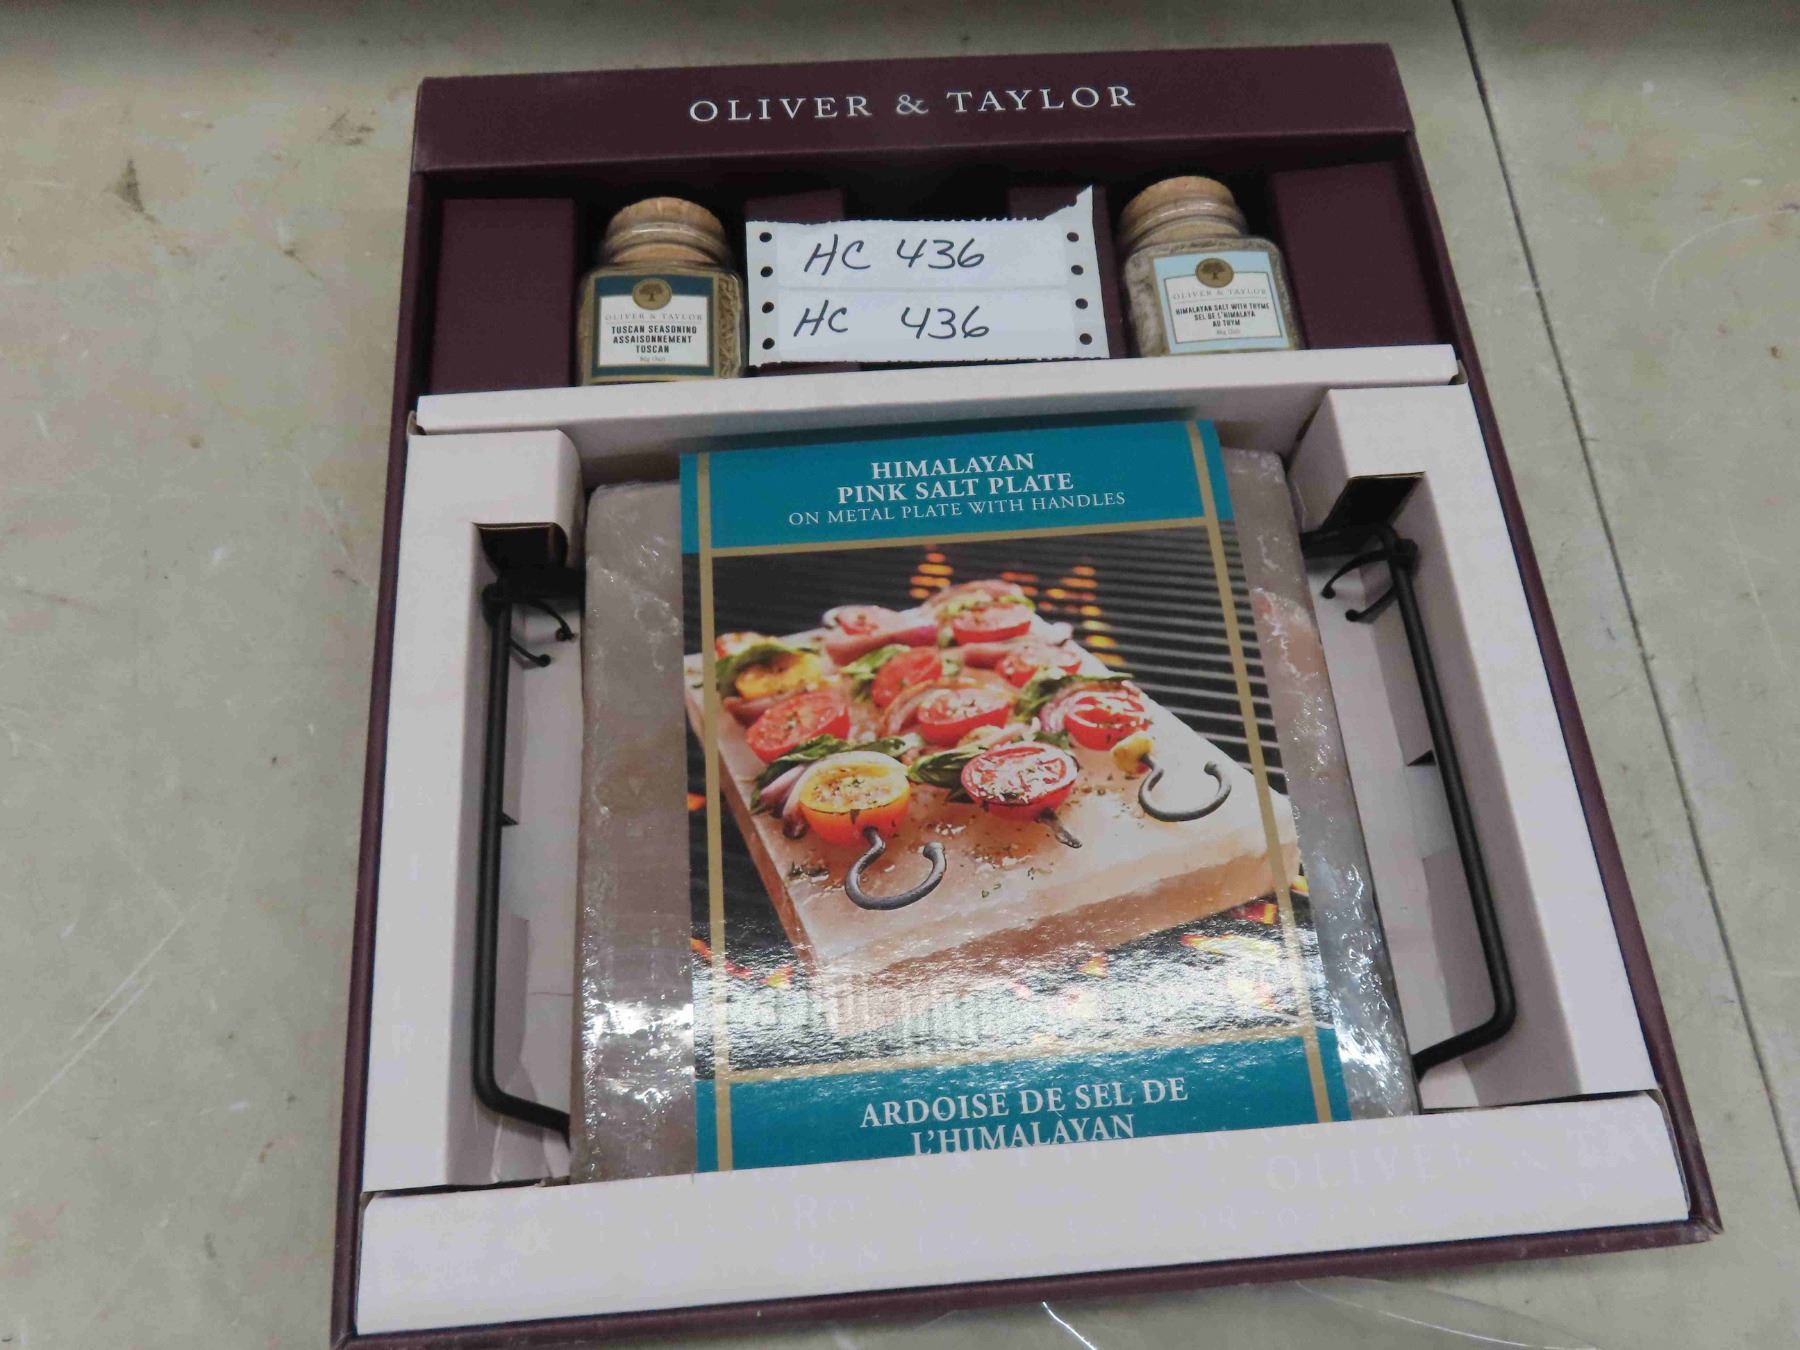 OLIVER & TAYLOR
HC 436
HC 436
OLIVER & TAYLOR
TUSCAN SEASONING
ASSAISONNEMENT
TOSCAN
OLIVER & TAYLOR
HIMALAYAN SALT WITH THYME
SEL DE L'HIMALAYA
AU THYM
HIMALAYAN
PINK SALT PLATE
ON METAL PLATE WITH HANDLES
ARDOISE DE SEL DE
L'HIMALAYAN